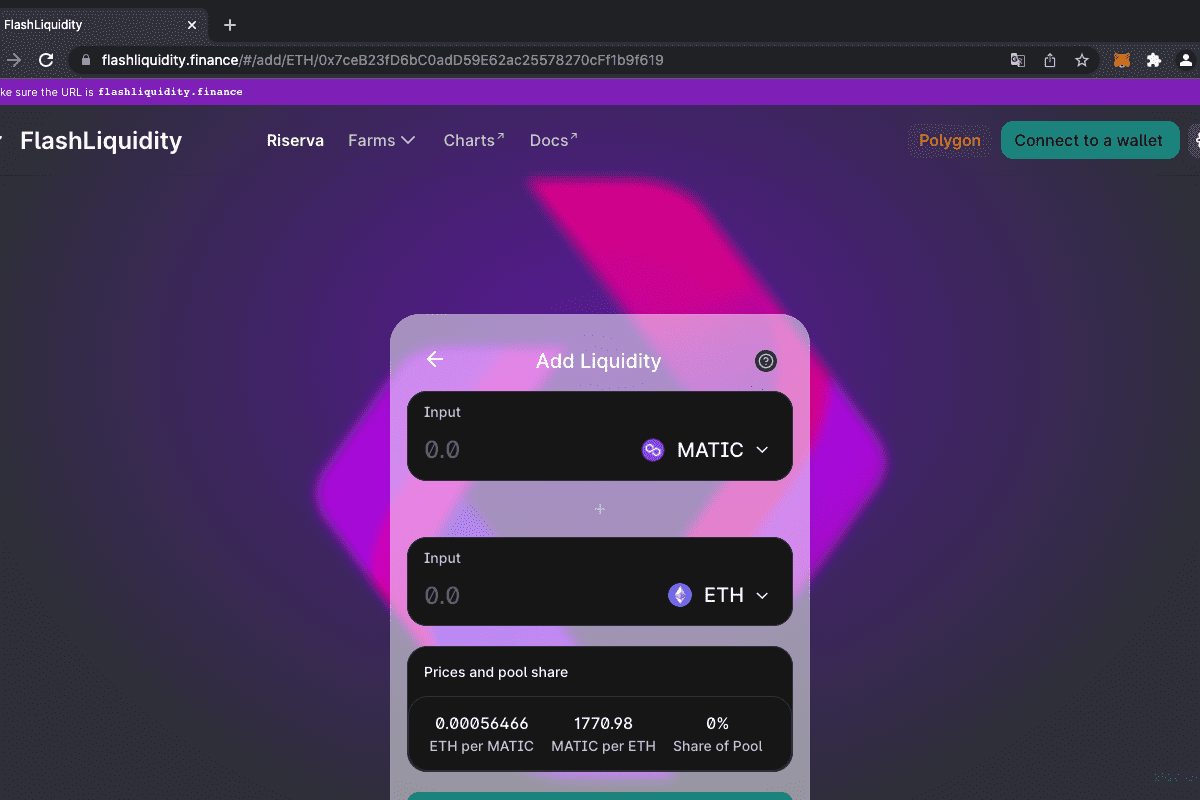 FlashLiquidity
flashliquidity.finance/#/add/ETH/0x7ceB23fD6bC0adD59E62ac25578270cFf1b9f619
ke sure the URL is flashliquidity.finance
FlashLiquidity Riserva Farms Charts↗ Docs↗ Polygon Connect to a wallet
Add Liquidity
Input
0.0 MATIC
+
Input
0.0 ETH
Prices and pool share
0.00056466 1770.98 0%
ETH per MATIC MATIC per ETH Share of Pool